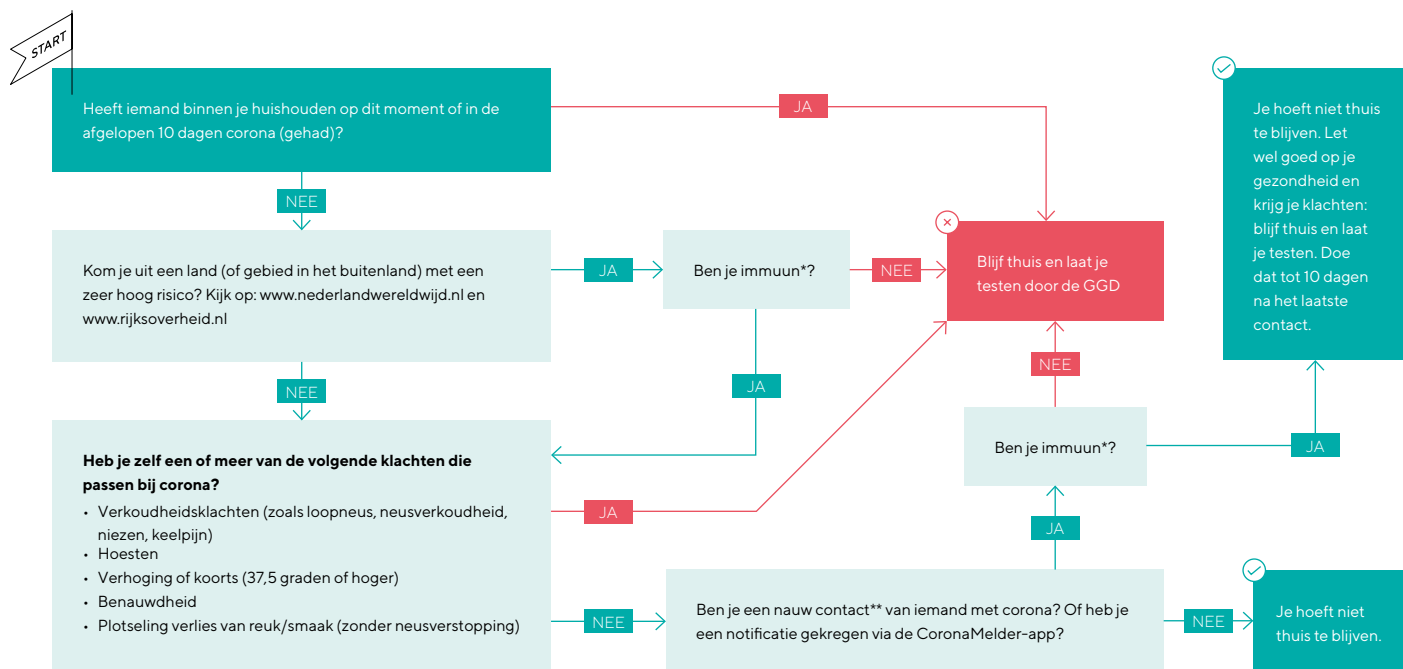 START
Heeft iemand binnen je huishouden op dit moment of in de
afgelopen 10 dagen corona (gehad)?
JA
NEE
Kom je uit een land (of gebied in het buitenland) met een
zeer hoog risico? Kijk op: www.nederlandwereldwijd.nl en
www.rijksoverheid.nl
JA
Ben je immuun*?
NEE
Blijf thuis en laat je
testen door de GGD
Je hoeft niet thuis
te blijven. Let
wel goed op je
gezondheid en
krijg je klachten:
blijf thuis en laat
je testen. Doe
dat tot 10 dagen
na het laatste
contact.
NEE
JA
NEE
Heb je zelf een of meer van de volgende klachten die
passen bij corona?
• Verkoudheidsklachten (zoals loopneus, neusverkoudheid,
niezen, keelpijn)
• Hoesten
• Verhoging of koorts (37,5 graden of hoger)
• Benauwdheid
• Plotseling verlies van reuk/smaak (zonder neusverstopping)
JA
Ben je immuun*?
JA
JA
NEE
Ben je een nauw contact** van iemand met corona? Of heb je
een notificatie gekregen via de CoronaMelder-app?
NEE
Je hoeft niet
thuis te blijven.